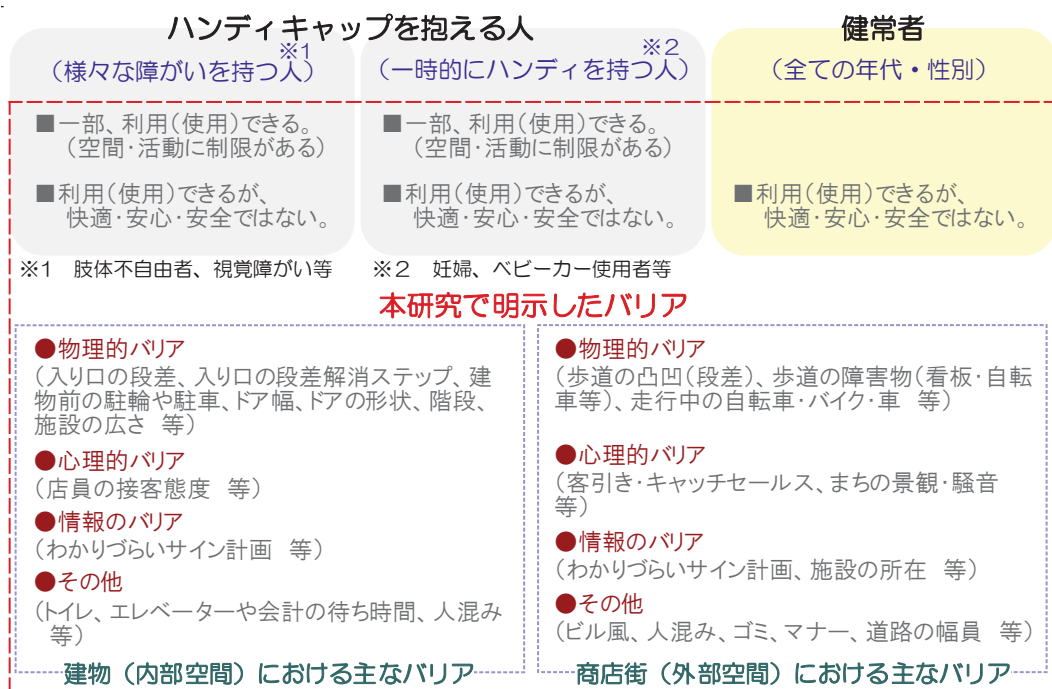 ハンディキャップを抱える人
※1
(様々な障がいを持つ人)
※2
(一時的にハンディを持つ人)
健常者
(全ての年代・性別)
■一部、利用(使用)できる。
(空間・活動に制限がある)
■利用(使用)できるが、
快適・安心・安全ではない。
■一部、利用(使用)できる。
(空間・活動に制限がある)
■利用(使用)できるが、
快適・安心・安全ではない。
■利用(使用)できるが、
快適・安心・安全ではない。
※1 肢体不自由者、視覚障がい等
※2 妊婦、ベビーカー使用者等
本研究で明示したバリア
●物理的バリア
(入り口の段差、入り口の段差解消ステップ、建
物前の駐輪や駐車、ドア幅、ドアの形状、階段、
施設の広さ 等)
●心理的バリア
(店員の接客態度 等)
●情報のバリア
(わかりづらいサイン計画 等)
●その他
(トイレ、エレベーターや会計の待ち時間、人混み
等)
建物(内部空間)における主なバリア
●物理的バリア
(歩道の凸凹(段差)、歩道の障害物(看板・自転
車等)、走行中の自転車・バイク・車 等)
●心理的バリア
(客引き・キャッチセールス、まちの景観・騒音
等)
●情報のバリア
(わかりづらいサイン計画、施設の所在 等)
●その他
(ビル風、人混み、ゴミ、マナー、道路の幅員 等)
商店街(外部空間)における主なバリア